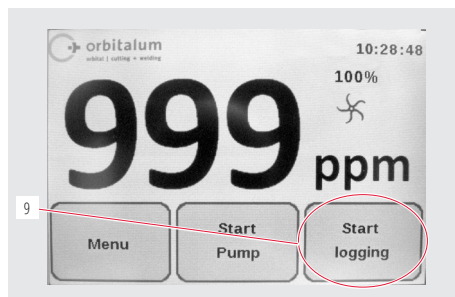 orbitalum
orbital | cutting + welding
10:28:48
100%
999 ppm
9
Menu
Start
Pump
Start
logging